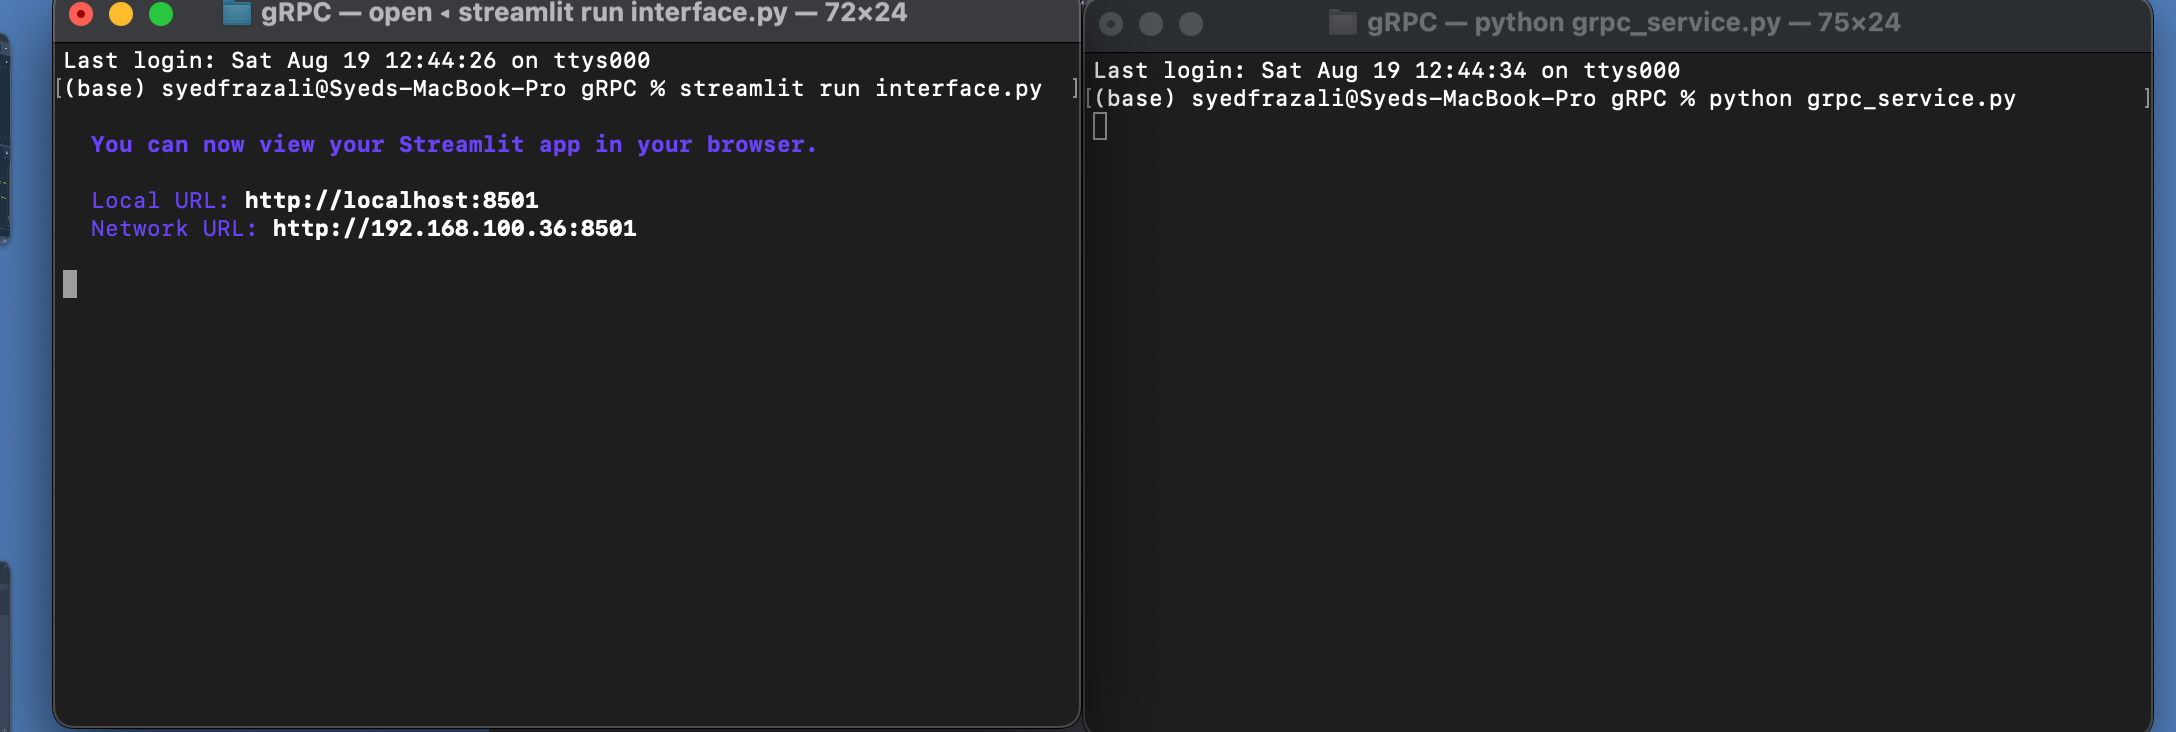 gRPC — open ◂ streamlit run interface.py — 72×24
Last login: Sat Aug 19 12:44:26 on ttys000
[(base) syedfrazali@Syeds-MacBook-Pro gRPC % streamlit run interface.py ]
You can now view your Streamlit app in your browser.
Local URL: http://localhost:8501
Network URL: http://192.168.100.36:8501
gRPC — python grpc_service.py — 75×24
Last login: Sat Aug 19 12:44:34 on ttys000
[(base) syedfrazali@Syeds-MacBook-Pro gRPC % python grpc_service.py ]